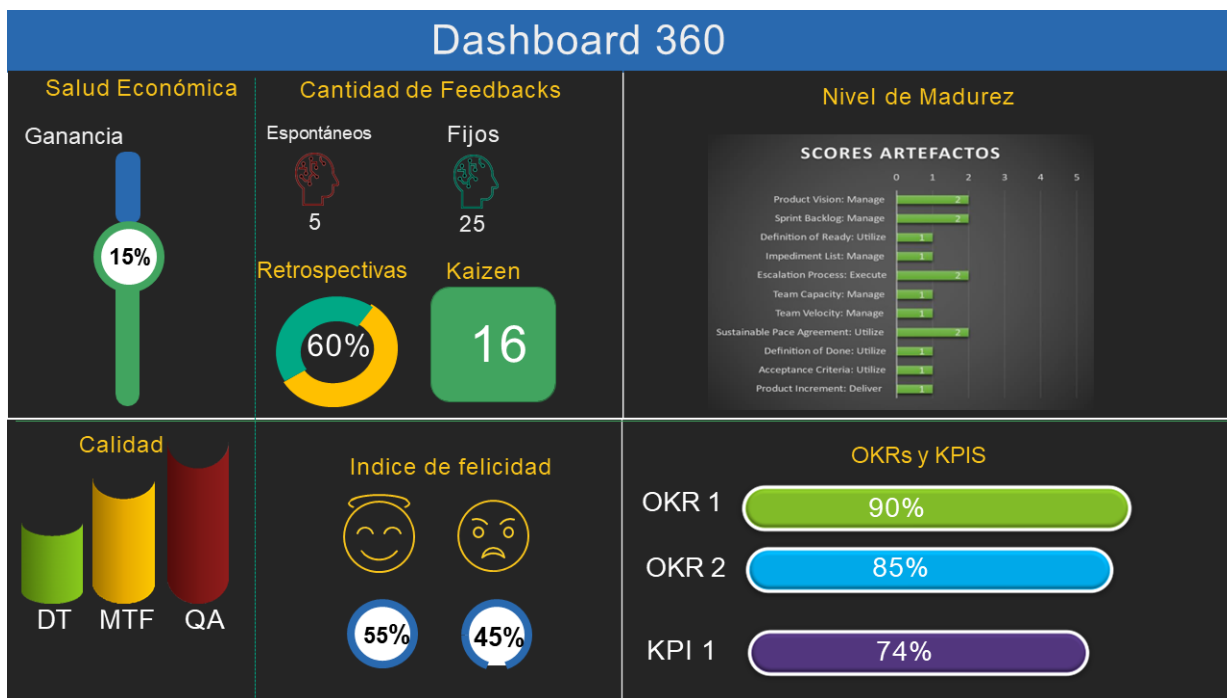 Dashboard 360
Salud Económica
Ganancia
15%
Cantidad de Feedbacks
Espontáneos
Fijos
5
25
Retrospectivas
Kaizen
60%
16
Nivel de Madurez
SCORES ARTEFACTOS
0 1 2 3 4 5
Product Vision: Manage 2
Sprint Backlog: Manage 2
Definition of Ready: Utilize 1
Impediment List: Manage 1
Escalation Process: Execute 2
Team Capacity: Manage 1
Team Velocity: Manage 1
Sustainable Pace Agreement: Utilize 2
Definition of Done: Utilize 1
Acceptance Criteria: Utilize 1
Product Increment: Deliver 1
Calidad
DT MTF QA
Indice de felicidad
55%
45%
OKRs y KPIS
OKR 1 90%
OKR 2 85%
KPI 1 74%